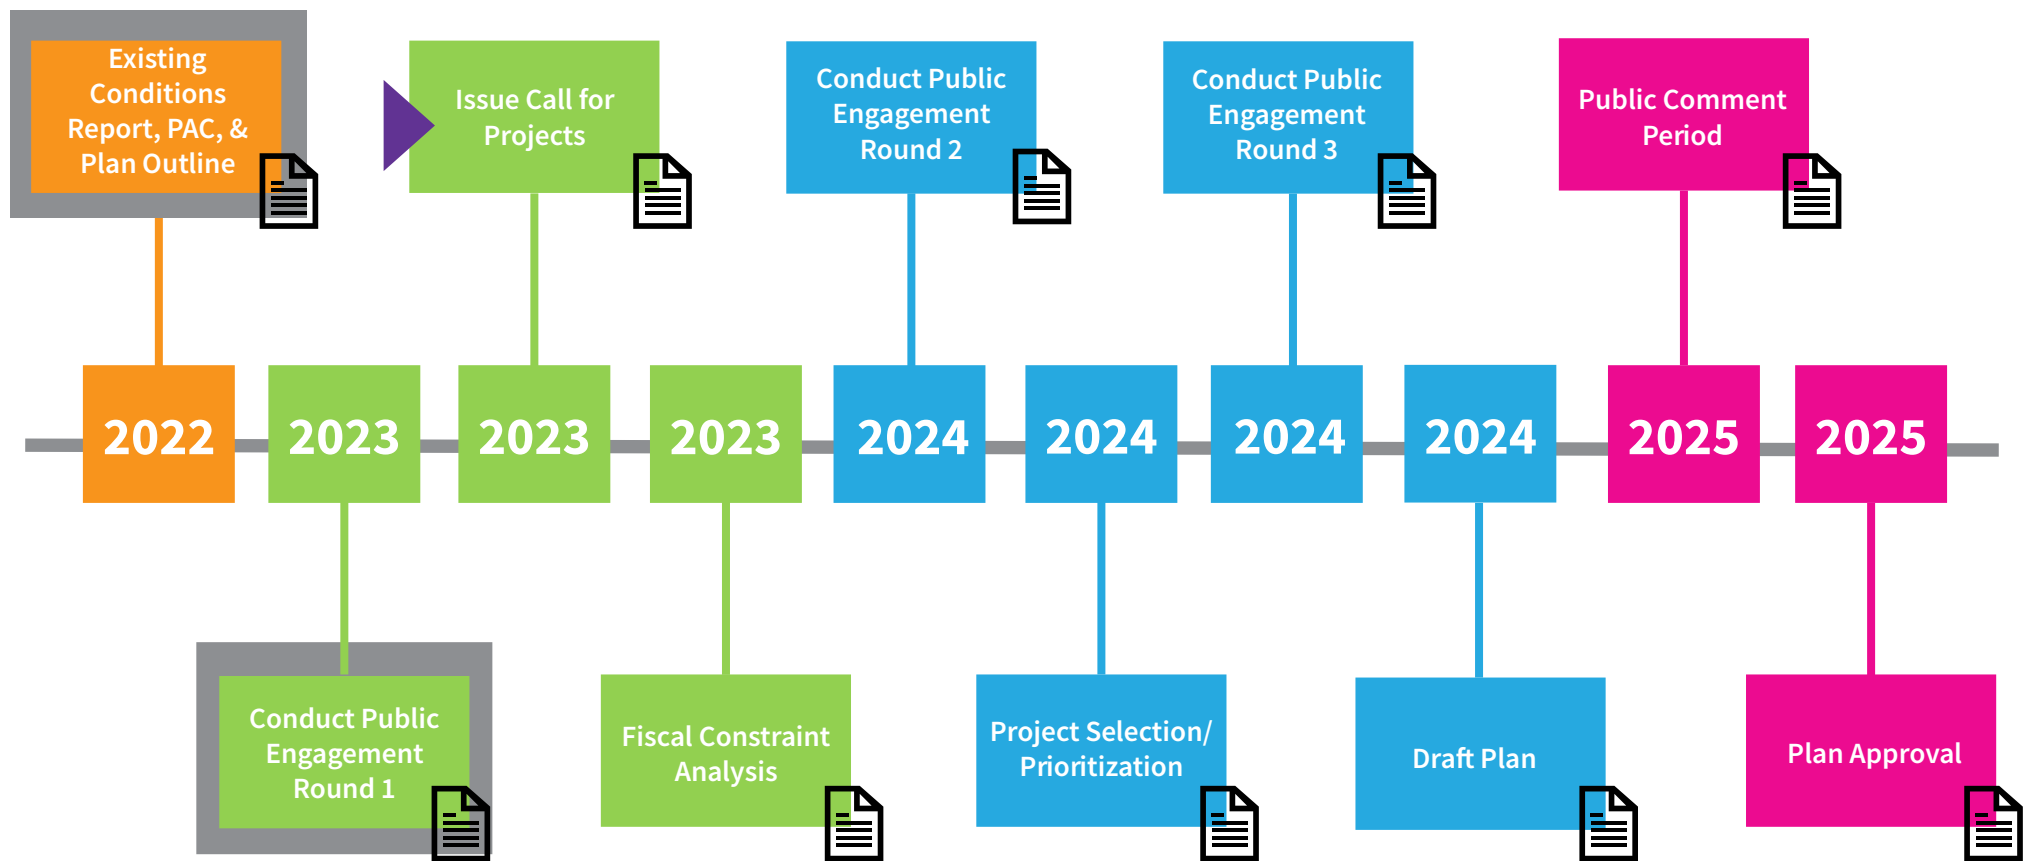 Existing
Conditions
Report, PAC, &
Plan Outline
Issue Call for
Projects
Conduct Public
Engagement
Round 2
Conduct Public
Engagement
Round 3
Public Comment
Period
2022
2023
2023
2023
2024
2024
2024
2024
2025
2025
Conduct Public
Engagement
Round 1
Fiscal Constraint
Analysis
Project Selection/
Prioritization
Draft Plan
Plan Approval